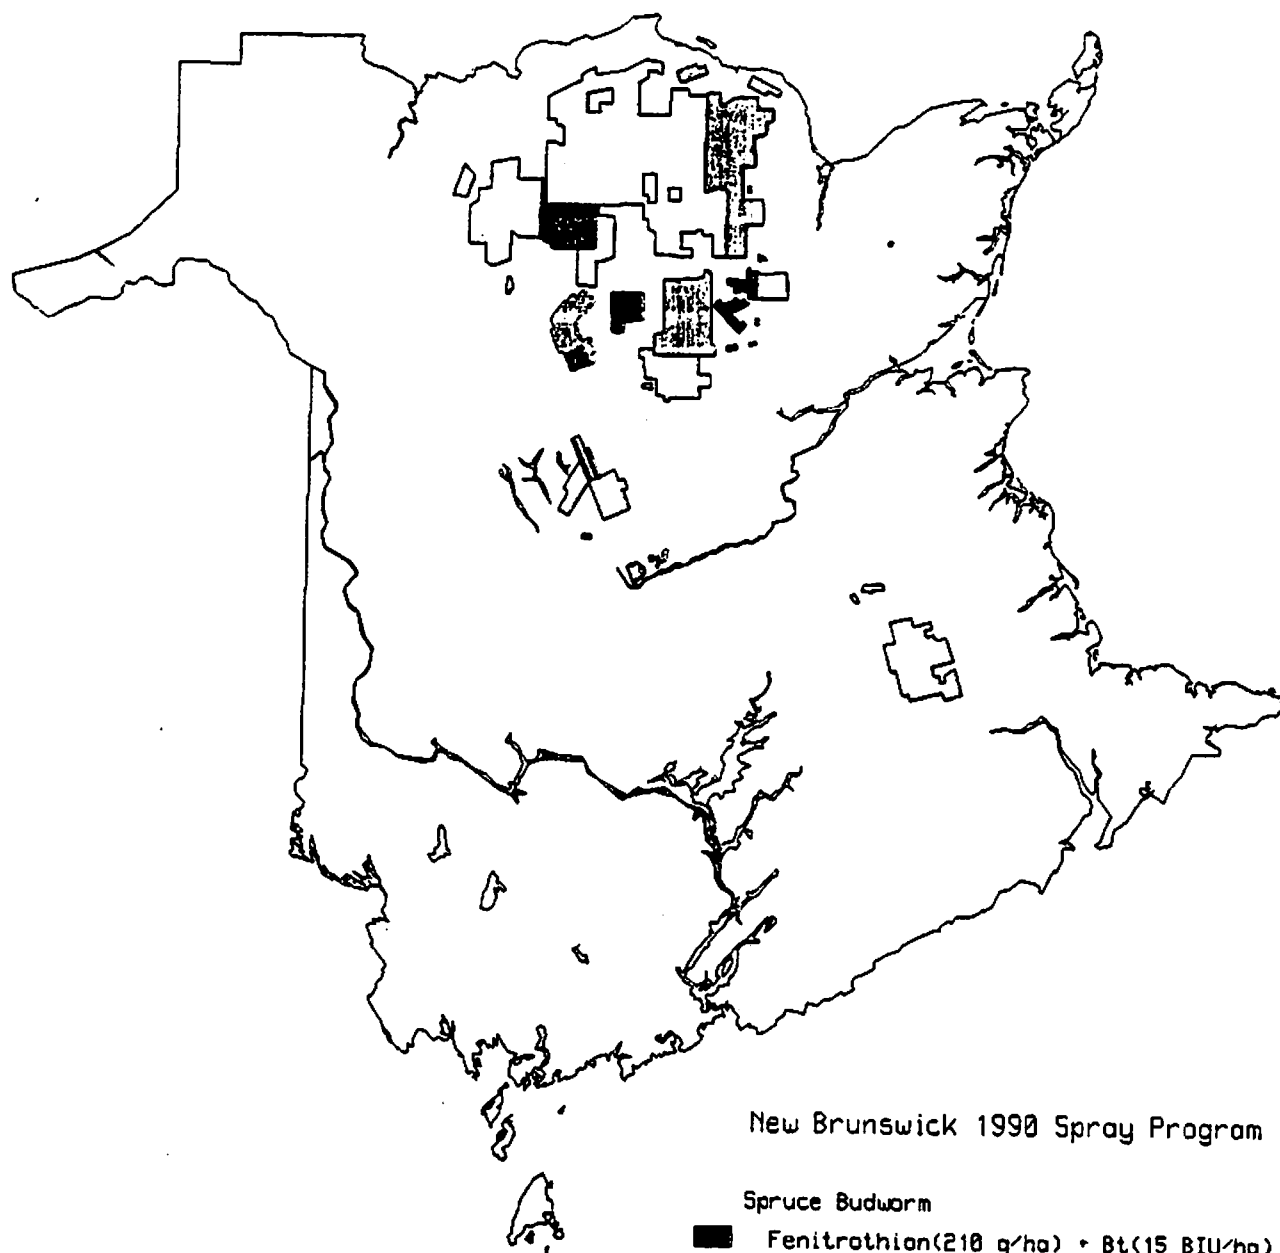 New Brunswick 1990 Spray Program
Spruce Budworm
Fenitrothion(210 g/ha) + Bt(15 BIU/ha)